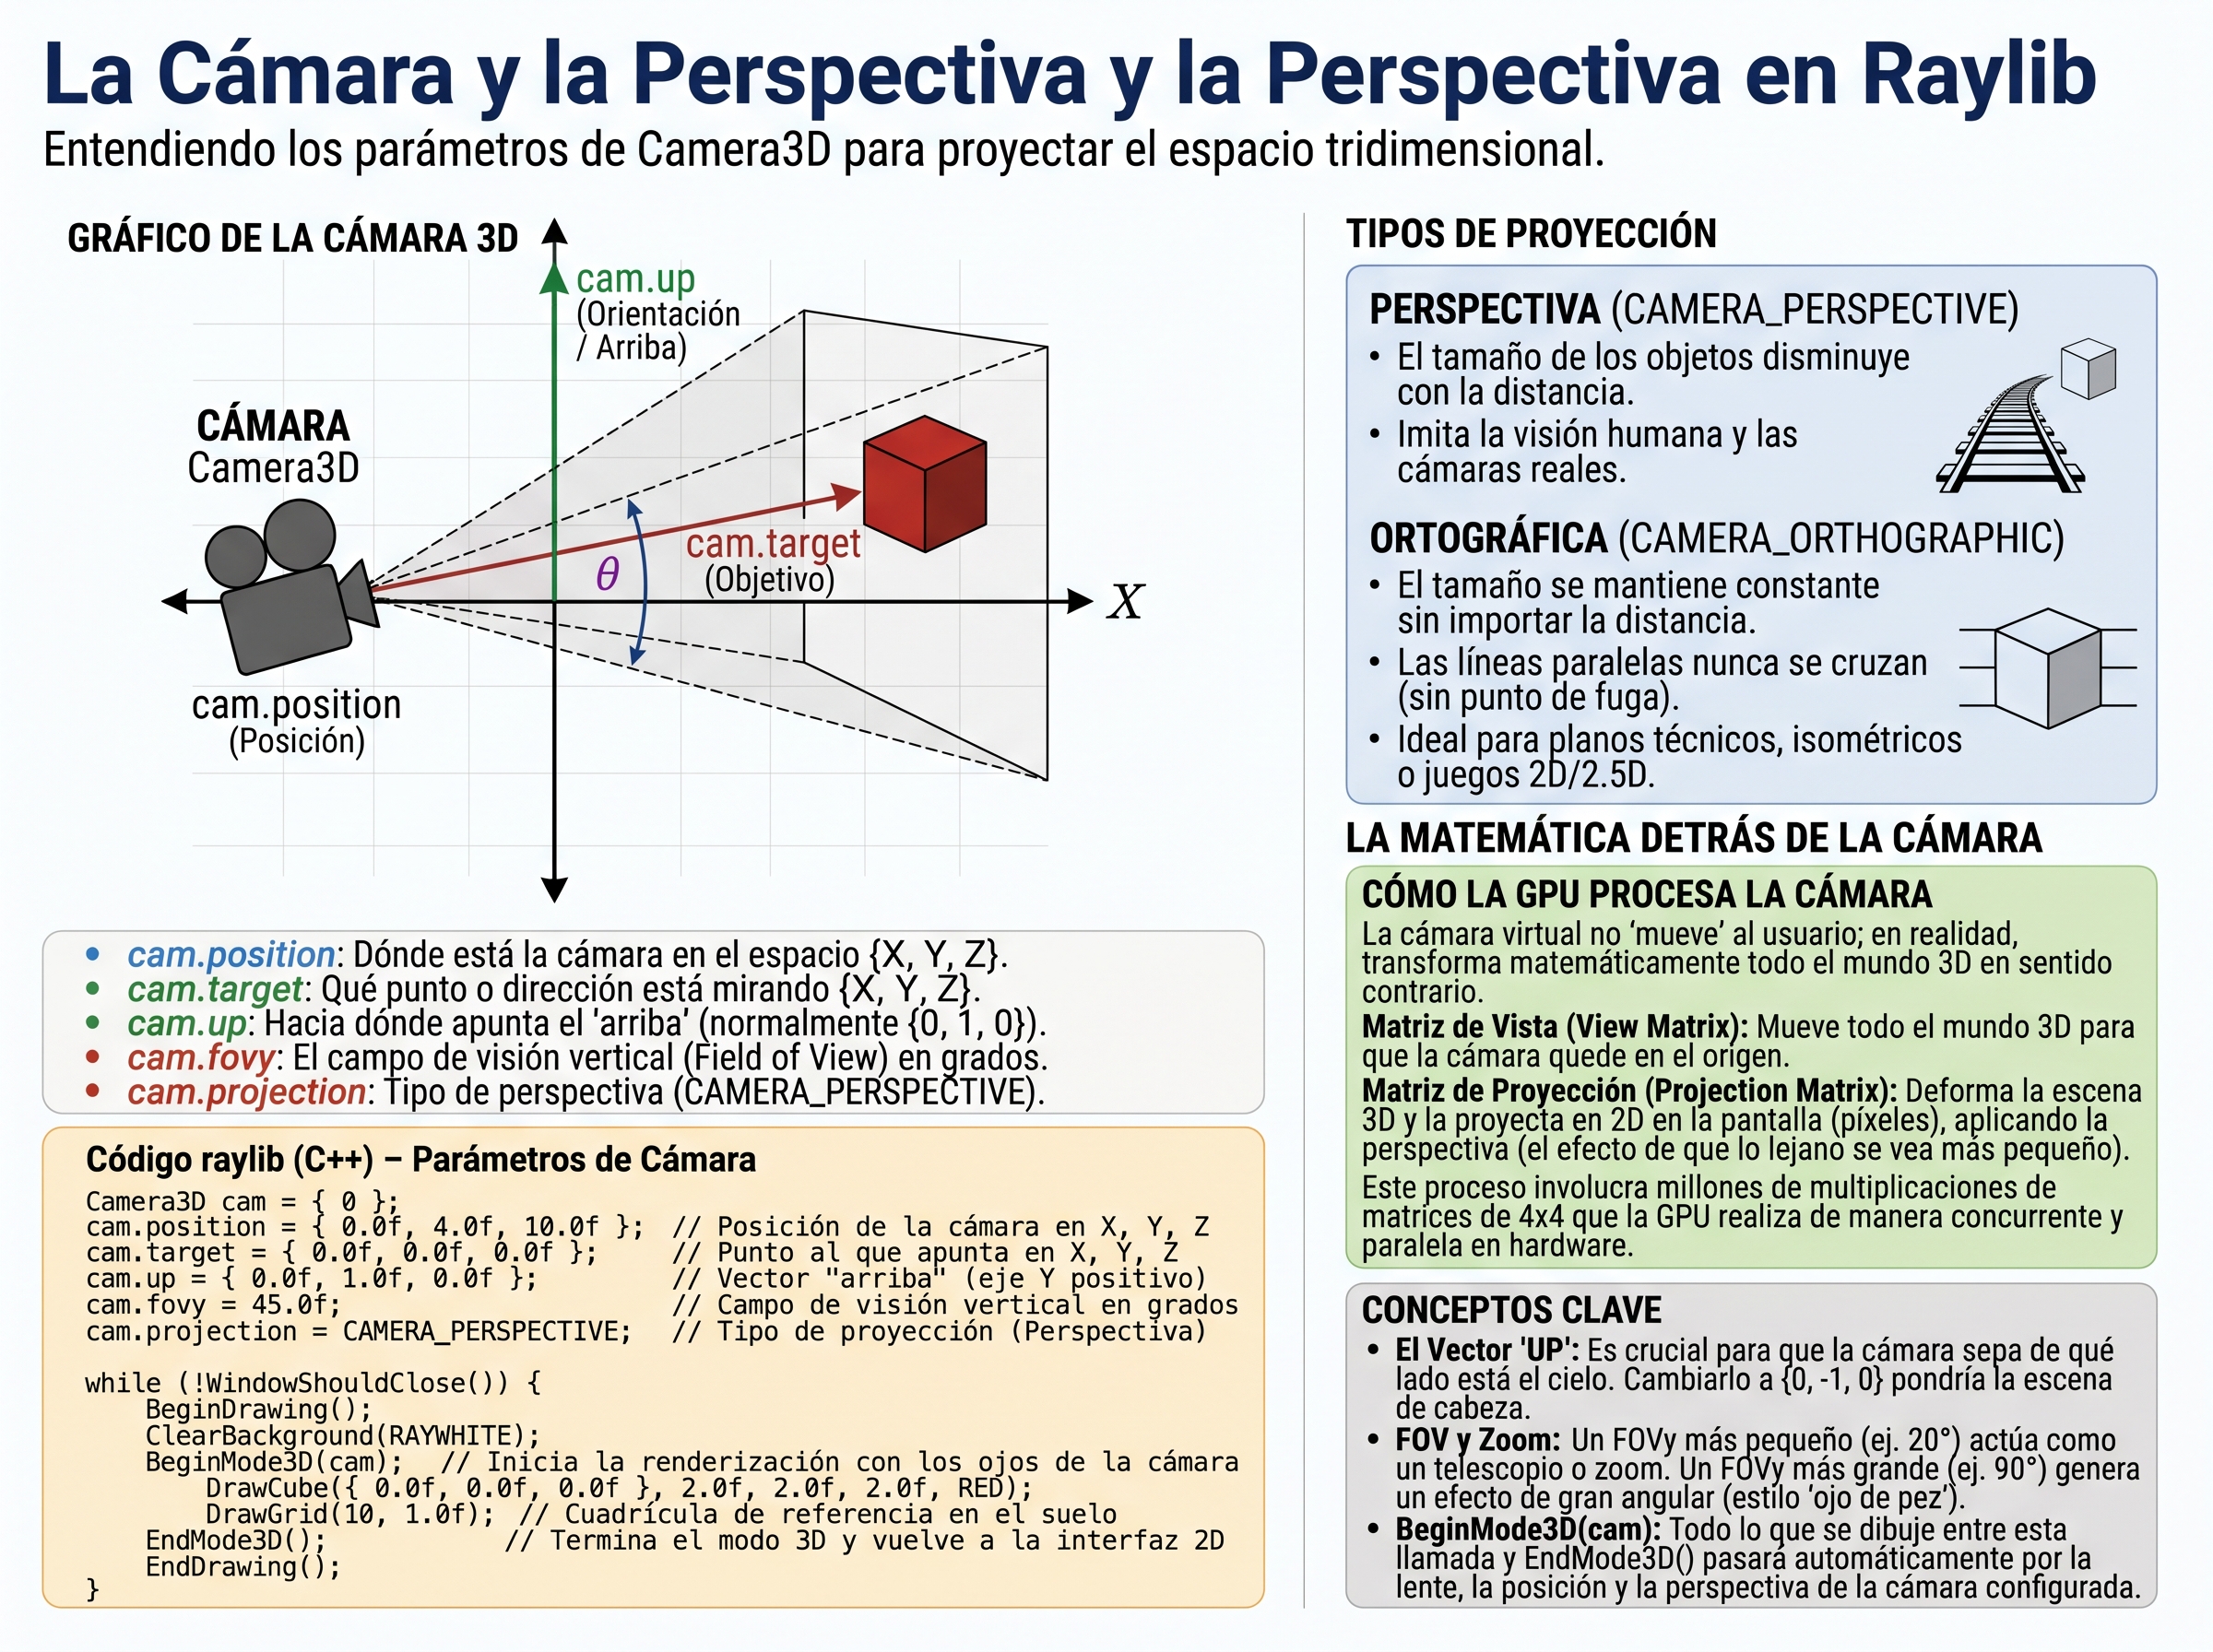 La Cámara y la Perspectiva y la Perspectiva en Raylib
Entendiendo los parámetros de Camera3D para proyectar el espacio tridimensional.
GRÁFICO DE LA CÁMARA 3D
cam.up
(Orientación
/ Arriba)
CÁMARA
Camera3D
cam.target
(Objetivo)
θ
X
cam.position
(Posición)
• cam.position: Dónde está la cámara en el espacio {X, Y, Z}.
• cam.target: Qué punto o dirección está mirando {X, Y, Z}.
• cam.up: Hacia dónde apunta el 'arriba' (normalmente {0, 1, 0}).
• cam.fovy: El campo de visión vertical (Field of View) en grados.
• cam.projection: Tipo de perspectiva (CAMERA_PERSPECTIVE).
Código raylib (C++) – Parámetros de Cámara
Camera3D cam = { 0 };
cam.position = { 0.0f, 4.0f, 10.0f };  // Posición de la cámara en X, Y, Z
cam.target = { 0.0f, 0.0f, 0.0f };     // Punto al que apunta en X, Y, Z
cam.up = { 0.0f, 1.0f, 0.0f };         // Vector "arriba" (eje Y positivo)
cam.fovy = 45.0f;                      // Campo de visión vertical en grados
cam.projection = CAMERA_PERSPECTIVE;   // Tipo de proyección (Perspectiva)
while (!WindowShouldClose()) {
    BeginDrawing();
    ClearBackground(RAYWHITE);
    BeginMode3D(cam);  // Inicia la renderización con los ojos de la cámara
        DrawCube({ 0.0f, 0.0f, 0.0f }, 2.0f, 2.0f, 2.0f, RED);
        DrawGrid(10, 1.0f);  // Cuadrícula de referencia en el suelo
    EndMode3D();            // Termina el modo 3D y vuelve a la interfaz 2D
    EndDrawing();
}
TIPOS DE PROYECCIÓN
PERSPECTIVA (CAMERA_PERSPECTIVE)
• El tamaño de los objetos disminuye
con la distancia.
• Imita la visión humana y las
cámaras reales.
ORTOGRÁFICA (CAMERA_ORTHOGRAPHIC)
• El tamaño se mantiene constante
sin importar la distancia.
• Las líneas paralelas nunca se cruzan
(sin punto de fuga).
• Ideal para planos técnicos, isométricos
o juegos 2D/2.5D.
LA MATEMÁTICA DETRÁS DE LA CÁMARA
CÓMO LA GPU PROCESA LA CÁMARA
La cámara virtual no ‘mueve’ al usuario; en realidad,
transforma matemáticamente todo el mundo 3D en sentido
contrario.
Matriz de Vista (View Matrix): Mueve todo el mundo 3D para
que la cámara quede en el origen.
Matriz de Proyección (Projection Matrix): Deforma la escena
3D y la proyecta en 2D en la pantalla (píxeles), aplicando la
perspectiva (el efecto de que lo lejano se vea más pequeño).
Este proceso involucra millones de multiplicaciones de
matrices de 4x4 que la GPU realiza de manera concurrente y
paralela en hardware.
CONCEPTOS CLAVE
• El Vector 'UP': Es crucial para que la cámara sepa de qué
lado está el cielo. Cambiarlo a {0, -1, 0} pondría la escena
de cabeza.
• FOV y Zoom: Un FOVy más pequeño (ej. 20°) actúa como
un telescopio o zoom. Un FOVy más grande (ej. 90°) genera
un efecto de gran angular (estilo ‘ojo de pez’).
• BeginMode3D(cam): Todo lo que se dibuje entre esta
llamada y EndMode3D() pasará automáticamente por la
lente, la posición y la perspectiva de la cámara configurada.